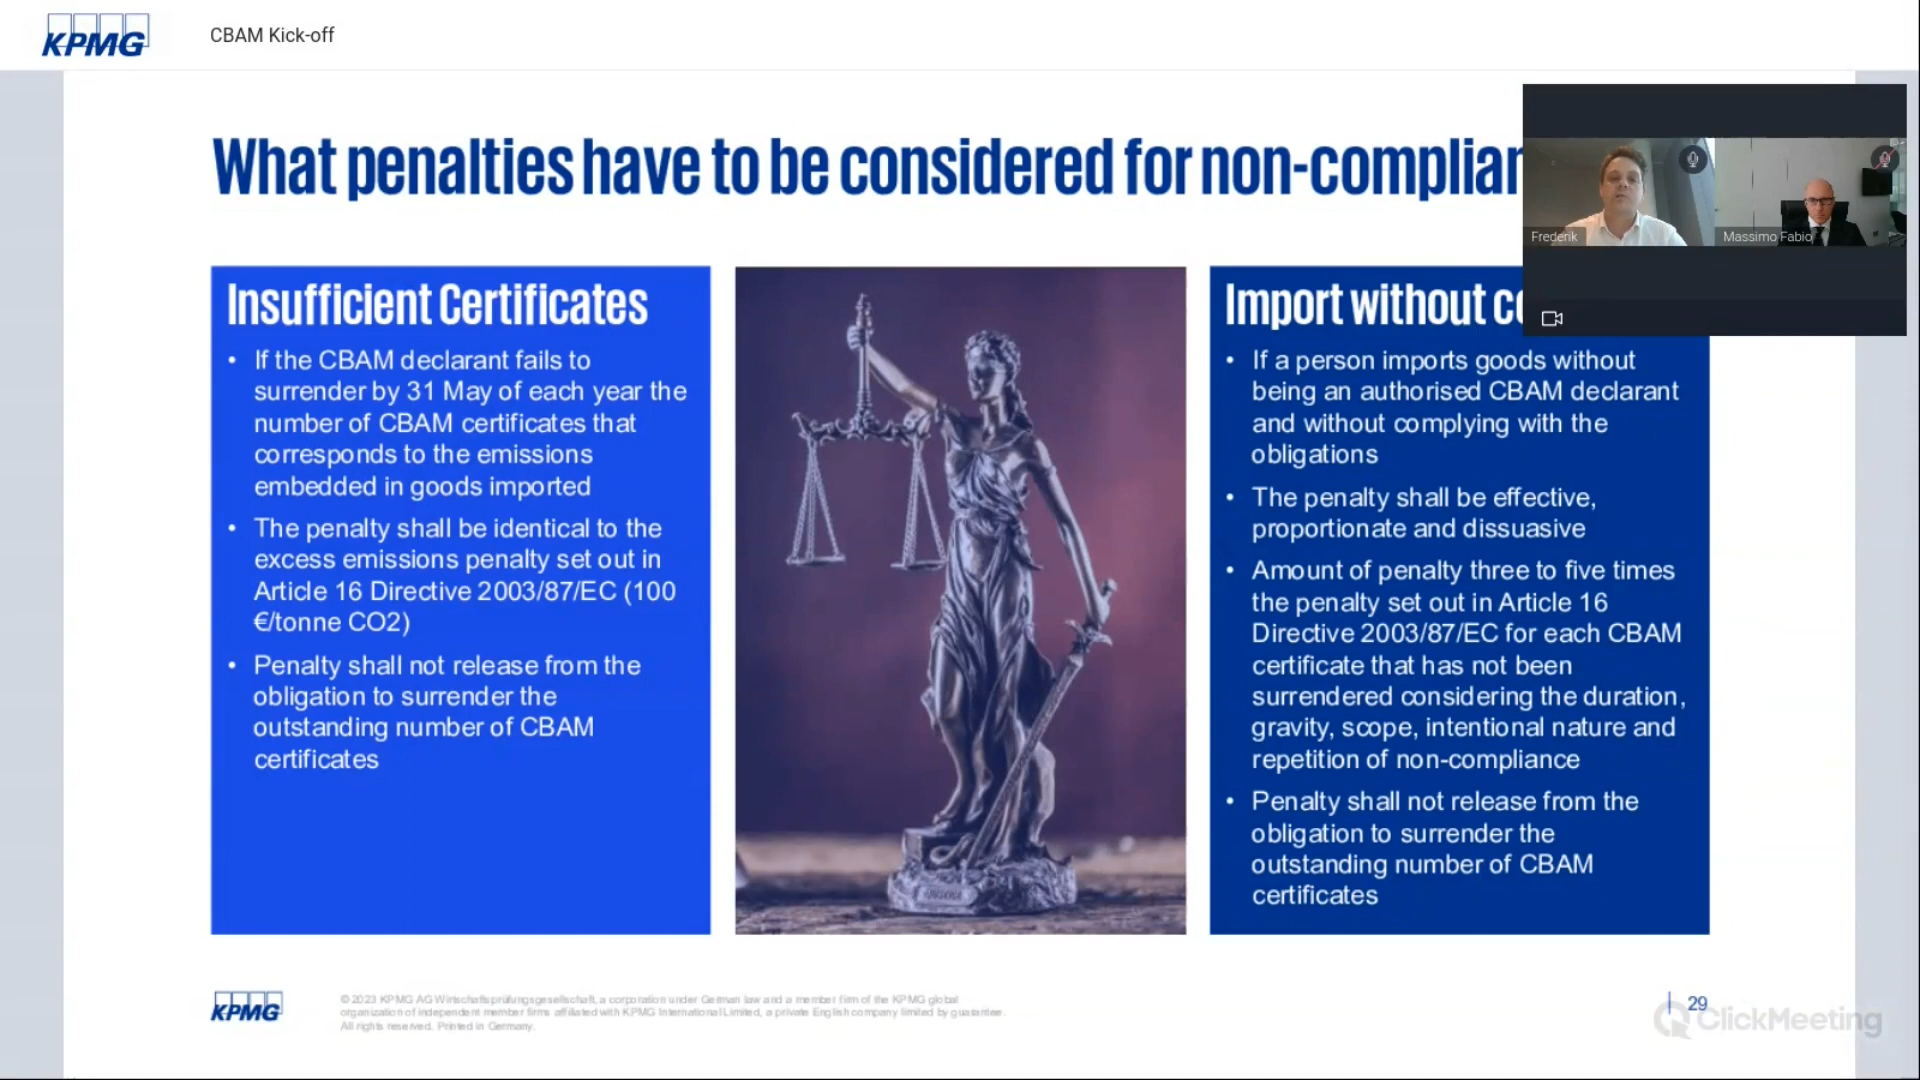 KPMG
CBAM Kick-off
What penalties have to be considered for non-complian
Frederik
Massimo Fabio
Insufficient Certificates
• If the CBAM declarant fails to
surrender by 31 May of each year the
number of CBAM certificates that
corresponds to the emissions
embedded in goods imported
• The penalty shall be identical to the
excess emissions penalty set out in
Article 16 Directive 2003/87/EC (100
€/tonne CO2)
• Penalty shall not release from the
obligation to surrender the
outstanding number of CBAM
certificates
Import without
• If a person imports goods without
being an authorised CBAM declarant
and without complying with the
obligations
• The penalty shall be effective,
proportionate and dissuasive
• Amount of penalty three to five times
the penalty set out in Article 16
Directive 2003/87/EC for each CBAM
certificate that has not been
surrendered considering the duration,
gravity, scope, intentional nature and
repetition of non-compliance
• Penalty shall not release from the
obligation to surrender the
outstanding number of CBAM
certificates
KPMG
© 2023 KPMG AG Wirtschaftsprüfungsgesellschaft, a corporation under German law and a member firm of the KPMG global
organization of independent member firms affiliated with KPMG International Limited, a private English company limited by guarantee.
All rights reserved. Printed in Germany.
29
ClickMeeting